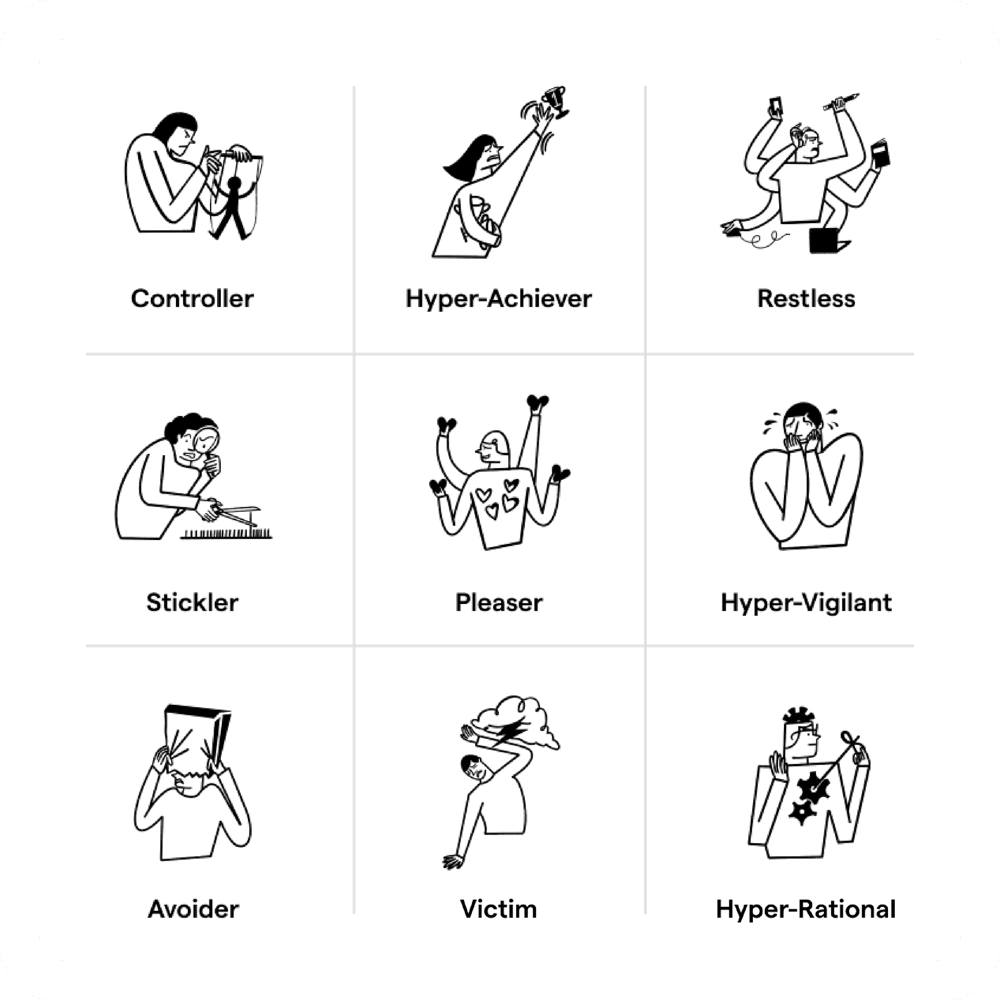 Controller
Hyper-Achiever
Restless
Stickler
Pleaser
Hyper-Vigilant
Avoider
Victim
Hyper-Rational